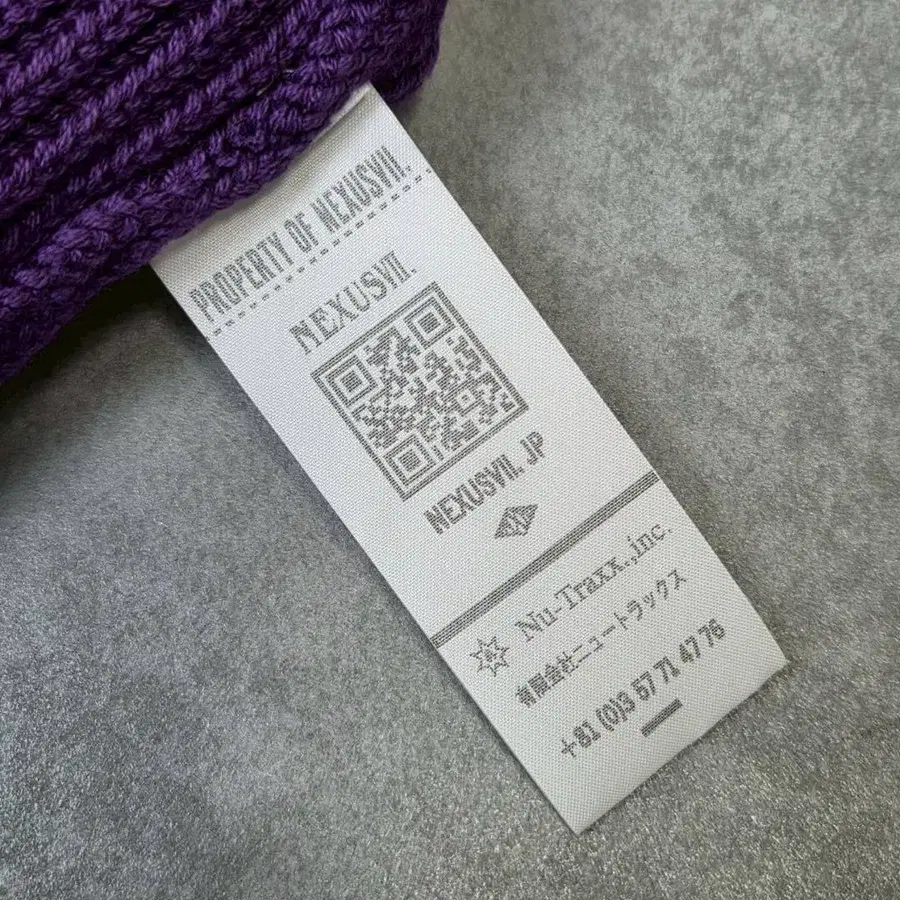 PROPERTY OF NEXUSVII.
NEXUSVII.
NEXUSVII. JP
Nu-Traxx.,inc.
有限会社ニュートラックス
+81 (0)3 57 71 47 76